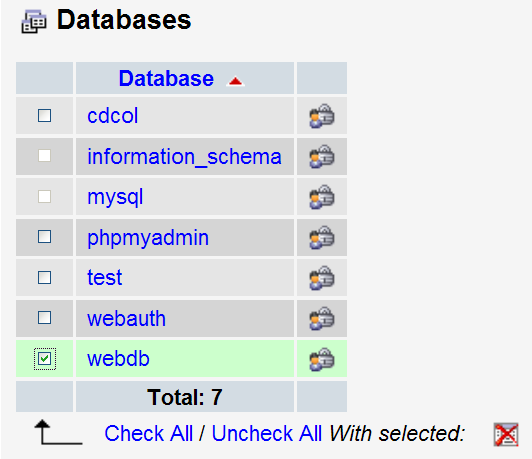 Databases
Database
cdcol
information_schema
mysql
phpmyadmin
test
webauth
webdb
Total: 7
Check All / Uncheck All With selected: